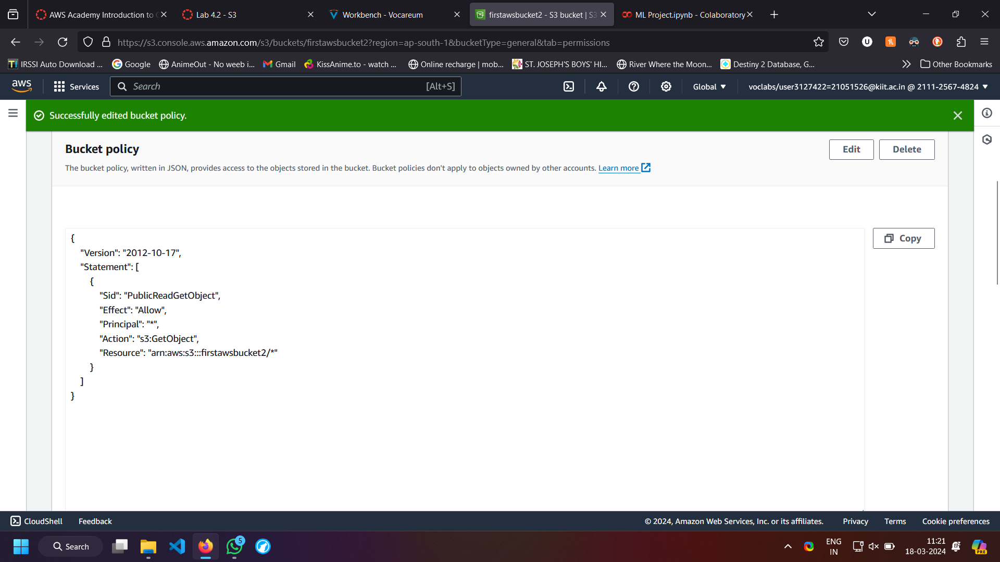 AWS Academy Introduction to C
Lab 4.2 - S3
Workbench - Vocareum
firstawsbucket2 - S3 bucket | S3
ML Project.ipynb - Colaboratory
https://s3.console.aws.amazon.com/s3/buckets/firstawsbucket2?region=ap-south-1&bucketType=general&tab=permissions
IRSSI Auto Download ...
Google
AnimeOut - No weeb i...
Gmail
KissAnime.to - watch ...
Online recharge | mob...
ST. JOSEPH'S BOYS' HI...
River Where the Moon...
Destiny 2 Database, G...
Other Bookmarks
aws
Services
Search
[Alt+S]
Global
voclabs/user3127422=21051526@kiit.ac.in @ 2111-2567-4824
Successfully edited bucket policy.
Bucket policy
Edit
Delete
The bucket policy, written in JSON, provides access to the objects stored in the bucket. Bucket policies don't apply to objects owned by other accounts. Learn more
Copy
{
"Version": "2012-10-17",
"Statement": [
{
"Sid": "PublicReadGetObject",
"Effect": "Allow",
"Principal": "*",
"Action": "s3:GetObject",
"Resource": "arn:aws:s3:::firstawsbucket2/*"
}
]
}
CloudShell
Feedback
© 2024, Amazon Web Services, Inc. or its affiliates.
Privacy
Terms
Cookie preferences
Search
5
ENG
IN
11:21
18-03-2024
PRE